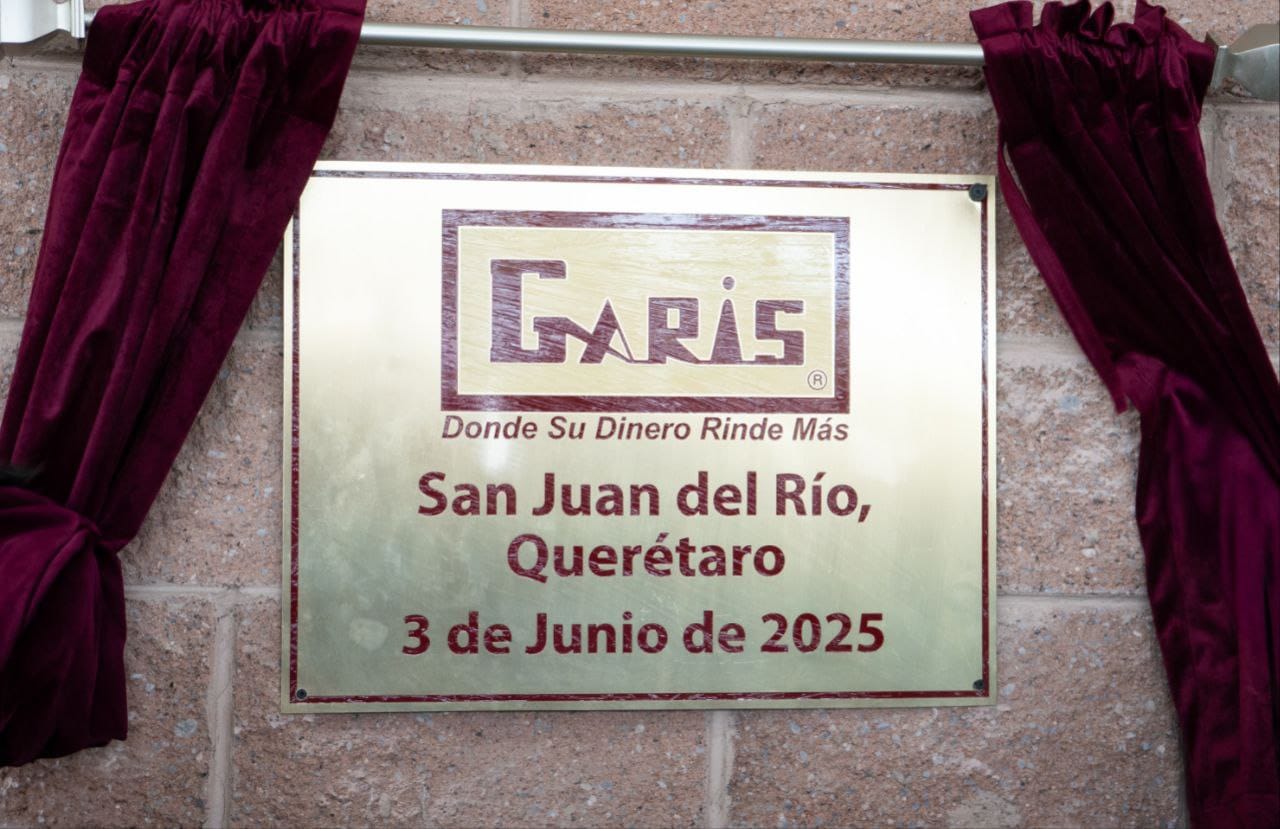 GARIS
®
Donde Su Dinero Rinde Más
San Juan del Río,
Querétaro
3 de Junio de 2025